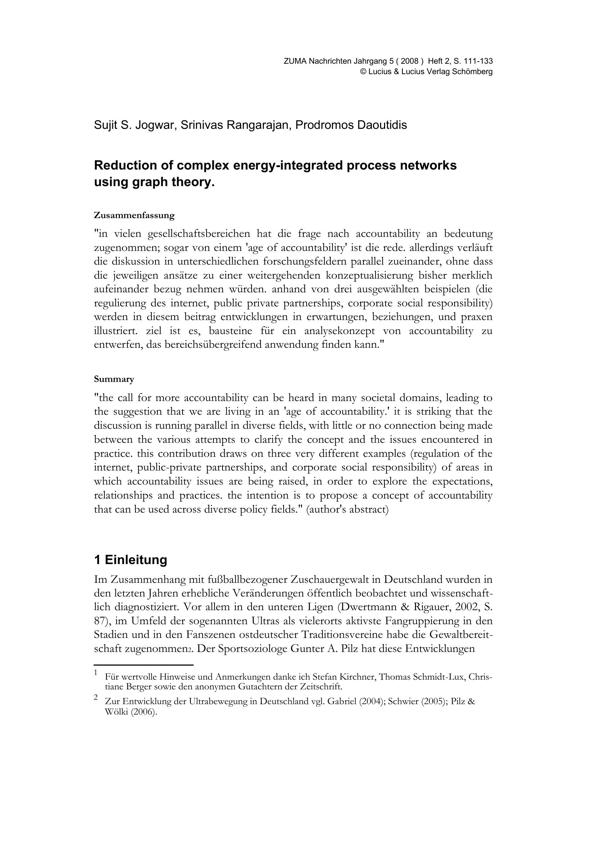 ZUMA Nachrichten Jahrgang 5 ( 2008 ) Heft 2, S. 111-133
© Lucius & Lucius Verlag Schömberg
Sujit S. Jogwar, Srinivas Rangarajan, Prodromos Daoutidis
Reduction of complex energy-integrated process networks
using graph theory.
Zusammenfassung
"in vielen gesellschaftsbereichen hat die frage nach accountability an bedeutung
zugenommen; sogar von einem 'age of accountability' ist die rede. allerdings verläuft
die diskussion in unterschiedlichen forschungsfeldern parallel zueinander, ohne dass
die jeweiligen ansätze zu einer weitergehenden konzeptualisierung bisher merklich
aufeinander bezug nehmen würden. anhand von drei ausgewählten beispielen (die
regulierung des internet, public private partnerships, corporate social responsibility)
werden in diesem beitrag entwicklungen in erwartungen, beziehungen, und praxen
illustriert. ziel ist es, bausteine für ein analysekonzept von accountability zu
entwerfen, das bereichsübergreifend anwendung finden kann."
Summary
"the call for more accountability can be heard in many societal domains, leading to
the suggestion that we are living in an 'age of accountability.' it is striking that the
discussion is running parallel in diverse fields, with little or no connection being made
between the various attempts to clarify the concept and the issues encountered in
practice. this contribution draws on three very different examples (regulation of the
internet, public-private partnerships, and corporate social responsibility) of areas in
which accountability issues are being raised, in order to explore the expectations,
relationships and practices. the intention is to propose a concept of accountability
that can be used across diverse policy fields." (author's abstract)
1 Einleitung
Im Zusammenhang mit fußballbezogener Zuschauergewalt in Deutschland wurden in
den letzten Jahren erhebliche Veränderungen öffentlich beobachtet und wissenschaft-
lich diagnostiziert. Vor allem in den unteren Ligen (Dwertmann & Rigauer, 2002, S.
87), im Umfeld der sogenannten Ultras als vielerorts aktivste Fangruppierung in den
Stadien und in den Fanszenen ostdeutscher Traditionsvereine habe die Gewaltbereit-
schaft zugenommen2. Der Sportsoziologe Gunter A. Pilz hat diese Entwicklungen
1 Für wertvolle Hinweise und Anmerkungen danke ich Stefan Kirchner, Thomas Schmidt-Lux, Chris-
tiane Berger sowie den anonymen Gutachtern der Zeitschrift.
2 Zur Entwicklung der Ultrabewegung in Deutschland vgl. Gabriel (2004); Schwier (2005); Pilz &
Wölki (2006).